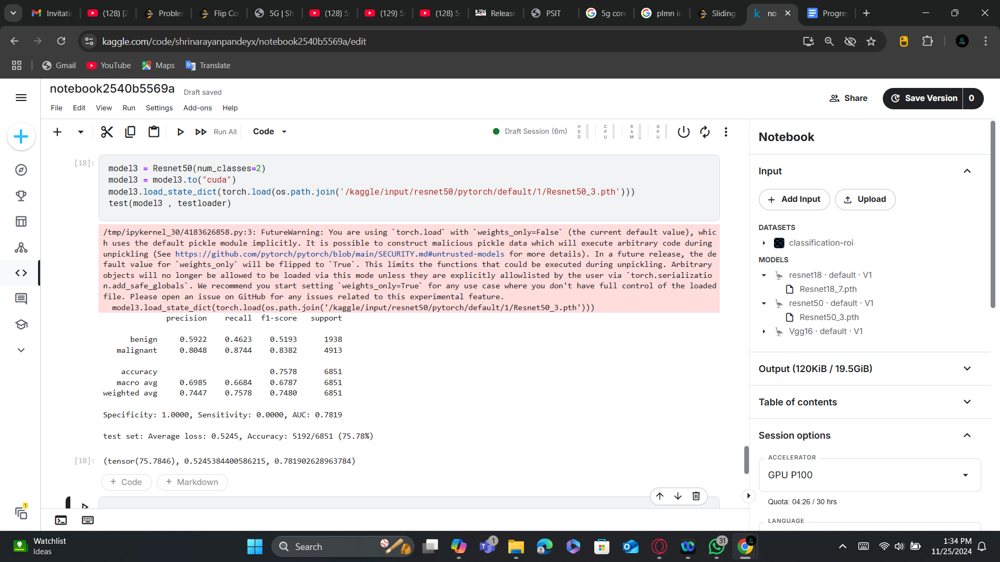 Invitati
(128) [2
Probler
Flip Co
5G | Sh
(128) 5
(129) 5
(128) 5
Release
PSIT
5g core
plmn in
Sliding
no
Progre
kaggle.com/code/shrinarayanpandeyx/notebook2540b5569a/edit
Gmail
YouTube
Maps
Translate
notebook2540b5569a
Draft saved
File Edit View Run Settings Add-ons Help
Share
Save Version
0
Run All
Code
Draft Session (6m)
HDD
CPU
RAM
GPU
[18]:
model3 = Resnet50(num_classes=2)
model3 = model3.to("cuda")
model3.load_state_dict(torch.load(os.path.join('/kaggle/input/resnet50/pytorch/default/1/Resnet50_3.pth')))
test(model3 , testloader)
/tmp/ipykernel_30/4183626858.py:3: FutureWarning: You are using `torch.load` with `weights_only=False` (the current default value), whic
h uses the default pickle module implicitly. It is possible to construct malicious pickle data which will execute arbitrary code during
unpickling (See https://github.com/pytorch/pytorch/blob/main/SECURITY.md#untrusted-models for more details). In a future release, the de
fault value for `weights_only` will be flipped to `True`. This limits the functions that could be executed during unpickling. Arbitrary
objects will no longer be allowed to be loaded via this mode unless they are explicitly allowlisted by the user via `torch.serializatio
n.add_safe_globals`. We recommend you start setting `weights_only=True` for any use case where you don't have full control of the loaded
file. Please open an issue on GitHub for any issues related to this experimental feature.
model3.load_state_dict(torch.load(os.path.join('/kaggle/input/resnet50/pytorch/default/1/Resnet50_3.pth')))
precision recall f1-score support
benign 0.5922 0.4623 0.5193 1938
malignant 0.8048 0.8744 0.8382 4913
accuracy 0.7578 6851
macro avg 0.6985 0.6684 0.6787 6851
weighted avg 0.7447 0.7578 0.7480 6851
Specificity: 1.0000, Sensitivity: 0.0000, AUC: 0.7819
test set: Average loss: 0.5245, Accuracy: 5192/6851 (75.78%)
[18]: (tensor(75.7846), 0.5245384400586215, 0.781902628963784)
+ Code
+ Markdown
Notebook
Input
+ Add Input
Upload
DATASETS
classification-roi
MODELS
resnet18 · default · V1
Resnet18_7.pth
resnet50 · default · V1
Resnet50_3.pth
Vgg16 · default · V1
Output (120KiB / 19.5GiB)
Table of contents
Session options
ACCELERATOR
GPU P100
Quota: 04:26 / 30 hrs
LANGUAGE
1
Watchlist
Ideas
Search
1
31
1:34 PM
11/25/2024